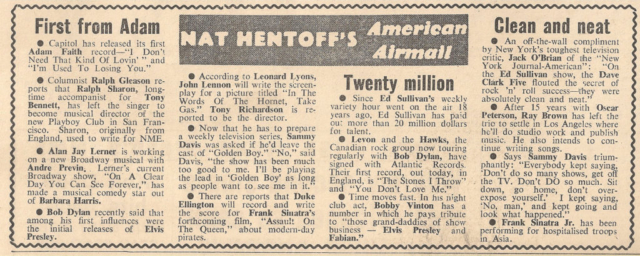 First from Adam
● Capitol has released its first
Adam Faith record—"I Don't
Need That Kind Of Lovin' " and
"I'm Used To Losing You."
● Columnist Ralph Gleason re-
ports that Ralph Sharon, long-
time accompanist for Tony
Bennett, has left the singer to
become musical director of the
new Playboy Club in San Fran-
cisco. Sharon, originally from
England, used to write for NME.
● Alan Jay Lerner is working
on a new Broadway musical with
Andre Previn. Lerner's current
Broadway show, "On A Clear
Day You Can See Forever," has
made a musical comedy star out
of Barbara Harris.
● Bob Dylan recently said that
among his first influences were
the initial releases of Elvis
Presley.
NAT HENTOFF'S American
Airmail
● According to Leonard Lyons,
John Lennon will write the screen-
play for a picture titled "In The
Words Of The Hornet, Take
Gas." Tony Richardson is re-
ported to be the director.
● Now that he has to prepare
a weekly television series, Sammy
Davis was asked if he'd leave the
cast of "Golden Boy." "No," said
Davis, "the show has been much
too good to me. I'll be playing
the lead in 'Golden Boy' as long
as people want to see me in it."
● There are reports that Duke
Ellington will record and write
the score for Frank Sinatra's
forthcoming film, "Assault On
The Queen," about modern-day
pirates.
Twenty million
● Since Ed Sullivan's weekly
variety hour went on the air 18
years ago, Ed Sullivan has paid
out more than 20 million dollars
for talent.
● Levon and the Hawks, the
Canadian rock group now touring
regularly with Bob Dylan, have
signed with Atlantic Records.
Their first record, out today, in
England, is "The Stones I Throw"
and "You Don't Love Me."
● Time moves fast. In his night
club act, Bobby Vinton has a
number in which he pays tribute
to "those grand-daddies of show
business — Elvis Presley and
Fabian."
Clean and neat
● An off-the-wall compliment
by New York's toughest television
critic, Jack O'Brian of the "New
York Journal-American"; "On
the Ed Sullivan show, the Dave
Clark Five flouted the secret of
rock 'n' roll success—they were
absolutely clean and neat."
● After 15 years with Oscar
Peterson, Ray Brown has left the
trio to settle in Los Angeles where
he'll do studio work and publish
music. He also intends to con-
tinue writing songs.
● Says Sammy Davis trium-
phantly: "Everybody kept saying,
'Don't do so many shows, get off
the TV. Don't DO so much. Sit
down, go home, don't over-
expose yourself.' I kept saying,
'No, man,' and kept going and
look what happened."
● Frank Sinatra Jr. has been
performing for hospitalised troops
in Asia.